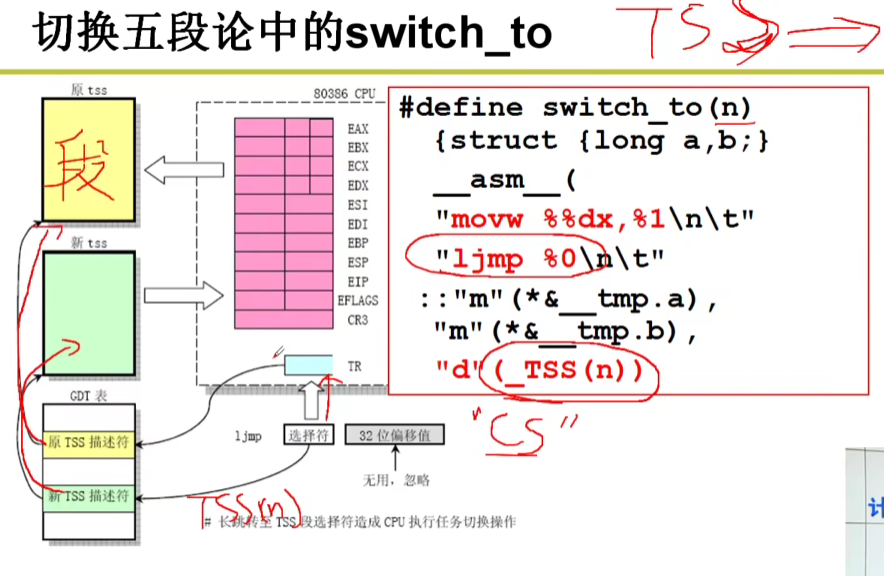 切换五段论中的switch_to
TSS
原 tss
段
新 tss
GDT 表
原 TSS 描述符
新 TSS 描述符
80386 CPU
EAX
EBX
ECX
EDX
ESI
EDI
EBP
ESP
EIP
EFLAGS
CR3
TR
ljmp 选择符 32 位偏移值
无用，忽略
TSS(n)
# 长跳转至 TSS 段选择符造成 CPU 执行任务切换操作
#define switch_to(n)
{struct {long a,b;}
__asm__(
"movw %%dx,%1\n\t"
"ljmp %0\n\t"
::"m"(*&__tmp.a),
"m"(*&__tmp.b),
"d"(_TSS(n))
"CS"
计